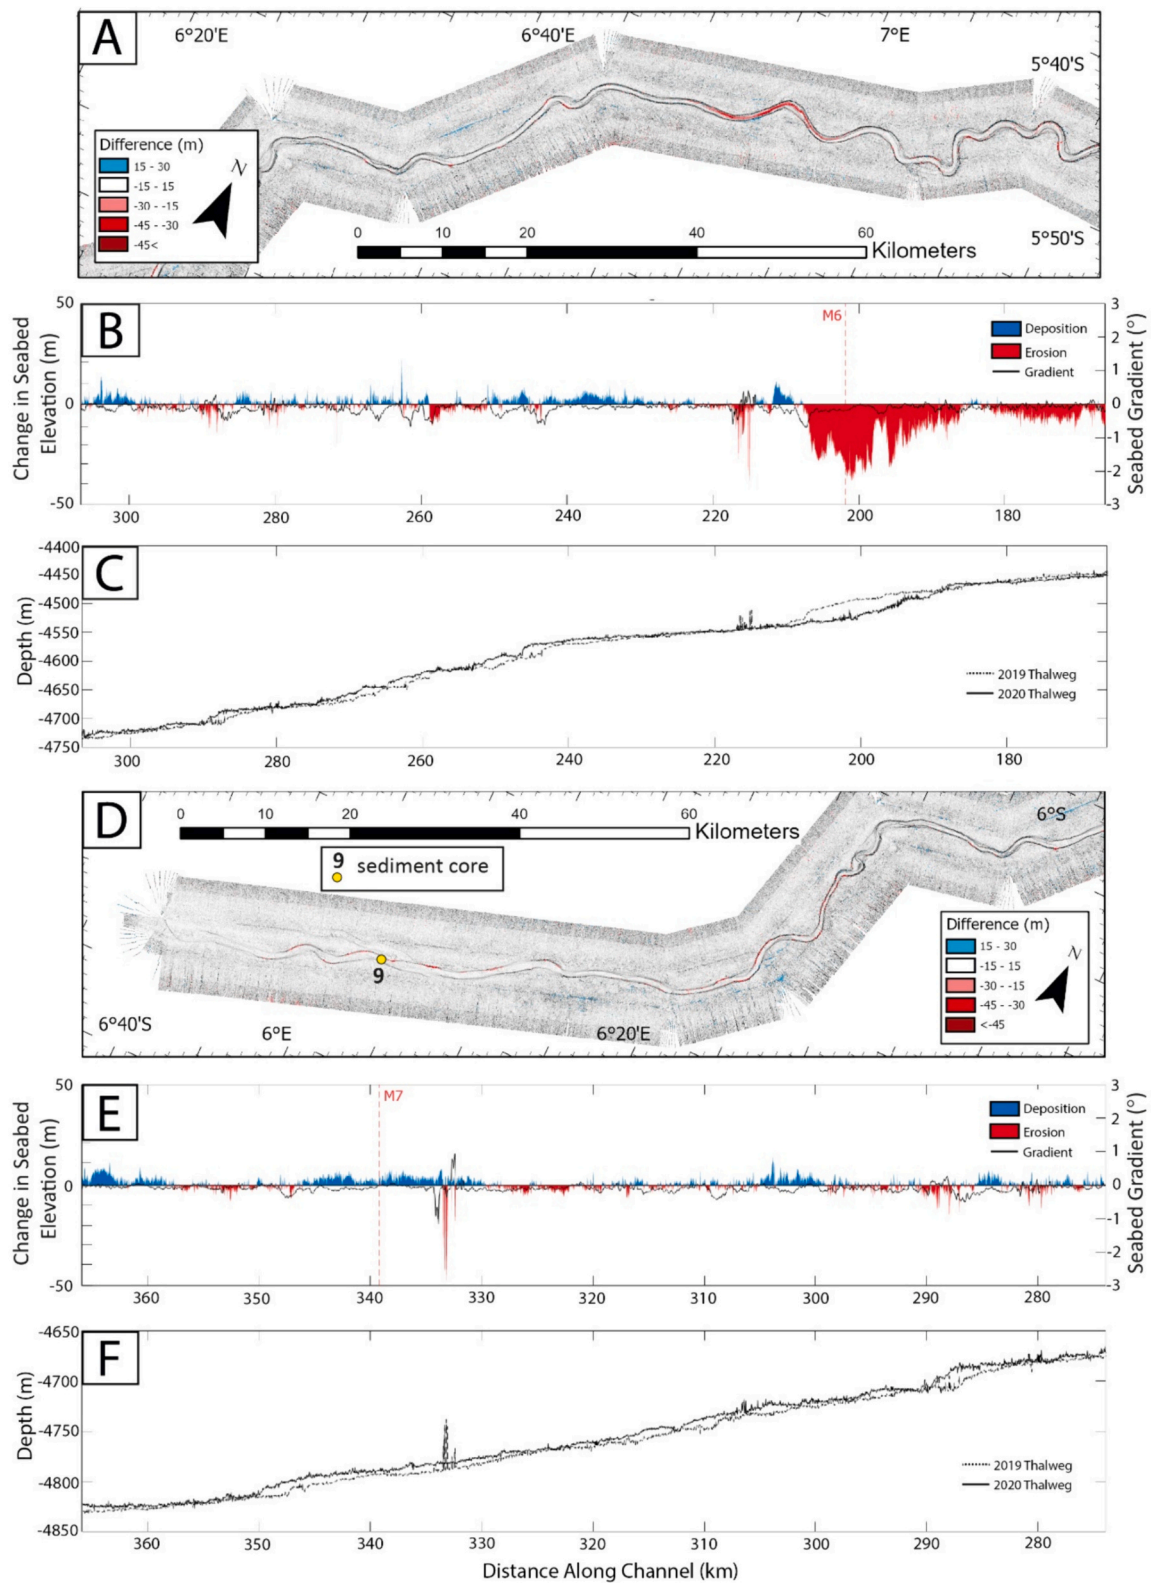 A
6°20'E
6°40'E
7°E
5°40'S
Difference (m)
15 - 30
-15 - 15
-30 - -15
-45 - -30
-45<
N
0 10 20 40 60
Kilometers
5°50'S
B
50
0
-50
Change in Seabed
Elevation (m)
M6
Deposition
Erosion
Gradient
3
2
1
0
-1
-2
-3
Seabed Gradient (°)
300 280 260 240 220 200 180
C
-4400
-4450
-4500
-4550
-4600
-4650
-4700
-4750
Depth (m)
2019 Thalweg
2020 Thalweg
300 280 260 240 220 200 180
D
0 10 20 40 60
Kilometers
6°S
9 sediment core
9
Difference (m)
15 - 30
-15 - 15
-30 - -15
-45 - -30
<-45
N
6°40'S
6°E
6°20'E
E
50
0
-50
Change in Seabed
Elevation (m)
M7
Deposition
Erosion
Gradient
3
2
1
0
-1
-2
-3
Seabed Gradient (°)
360 350 340 330 320 310 300 290 280
F
-4650
-4700
-4750
-4800
-4850
Depth (m)
2019 Thalweg
2020 Thalweg
360 350 340 330 320 310 300 290 280
Distance Along Channel (km)